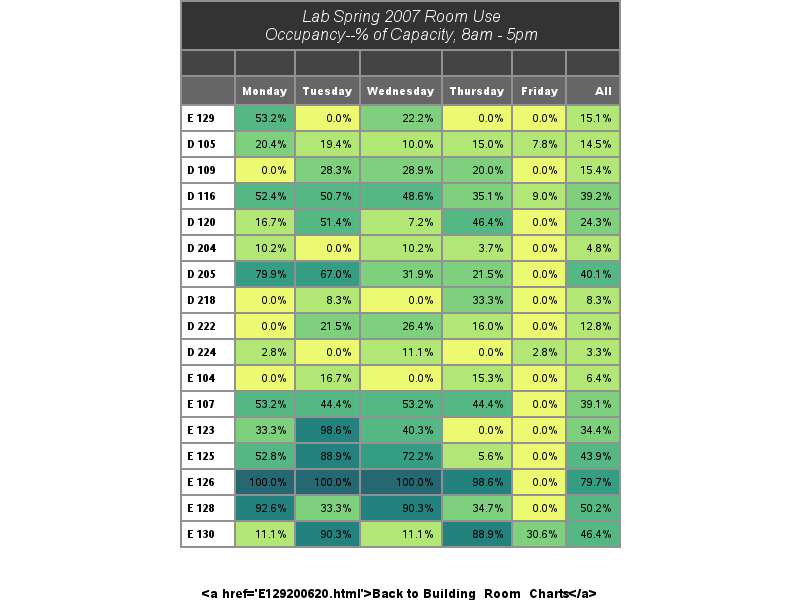 Lab Spring 2007 Room Use
Occupancy--% of Capacity, 8am - 5pm
Monday Tuesday Wednesday Thursday Friday All
E 129 53.2% 0.0% 22.2% 0.0% 0.0% 15.1%
D 105 20.4% 19.4% 10.0% 15.0% 7.8% 14.5%
D 109 0.0% 28.3% 28.9% 20.0% 0.0% 15.4%
D 116 52.4% 50.7% 48.6% 35.1% 9.0% 39.2%
D 120 16.7% 51.4% 7.2% 46.4% 0.0% 24.3%
D 204 10.2% 0.0% 10.2% 3.7% 0.0% 4.8%
D 205 79.9% 67.0% 31.9% 21.5% 0.0% 40.1%
D 218 0.0% 8.3% 0.0% 33.3% 0.0% 8.3%
D 222 0.0% 21.5% 26.4% 16.0% 0.0% 12.8%
D 224 2.8% 0.0% 11.1% 0.0% 2.8% 3.3%
E 104 0.0% 16.7% 0.0% 15.3% 0.0% 6.4%
E 107 53.2% 44.4% 53.2% 44.4% 0.0% 39.1%
E 123 33.3% 98.6% 40.3% 0.0% 0.0% 34.4%
E 125 52.8% 88.9% 72.2% 5.6% 0.0% 43.9%
E 126 100.0% 100.0% 100.0% 98.6% 0.0% 79.7%
E 128 92.6% 33.3% 90.3% 34.7% 0.0% 50.2%
E 130 11.1% 90.3% 11.1% 88.9% 30.6% 46.4%
<a href='E129200620.html'>Back to Building_Room_Charts</a>